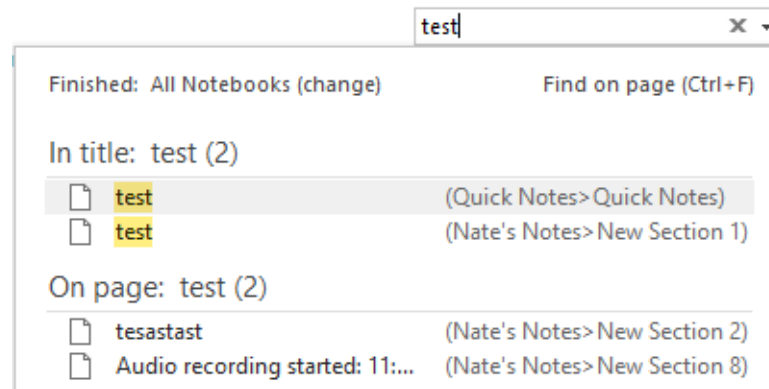 test
Finished: All Notebooks (change) Find on page (Ctrl+F)
In title: test (2)
test (Quick Notes>Quick Notes)
test (Nate's Notes>New Section 1)
On page: test (2)
tesastast (Nate's Notes>New Section 2)
Audio recording started: 11:... (Nate's Notes>New Section 8)